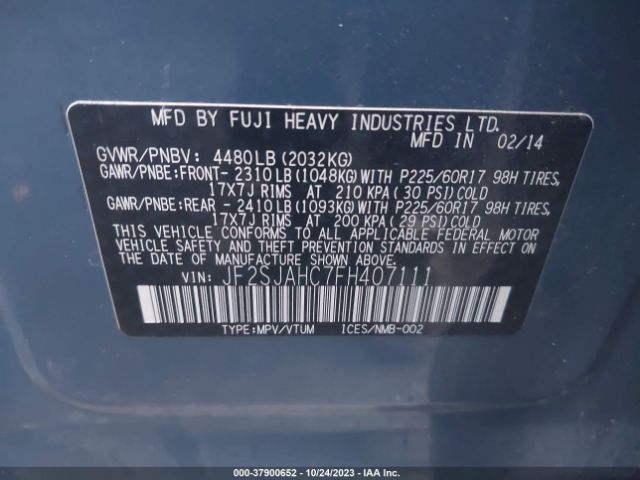 MFD BY FUJI HEAVY INDUSTRIES LTD.
MFD IN 02/14
GVWR/PNBV: 4480LB(2032KG)
GAWR/PNBE:FRONT- 2310LB(1048KG)WITH P225/60R17 98H TIRES,
17X7J RIMS AT 210 KPA(30 PSI)COLD
GAWR/PNBE:REAR - 2410LB(1093KG)WITH P225/60R17 98H TIRES,
17X7J RIMS AT 200 KPA(29 PSI)COLD
THIS VEHICLE CONFORMS TO ALL APPLICABLE FEDERAL MOTOR
VEHICLE SAFETY AND THEFT PREVENTION STANDARDS IN EFFECT ON
THE DATE OF MANUFACTURE SHOWN ABOVE.
VIN: JF2SJAHC7FH407111
TYPE:MPV/VTUM ICES/NMB-002
000-37900652 - 10/24/2023 - IAA Inc.